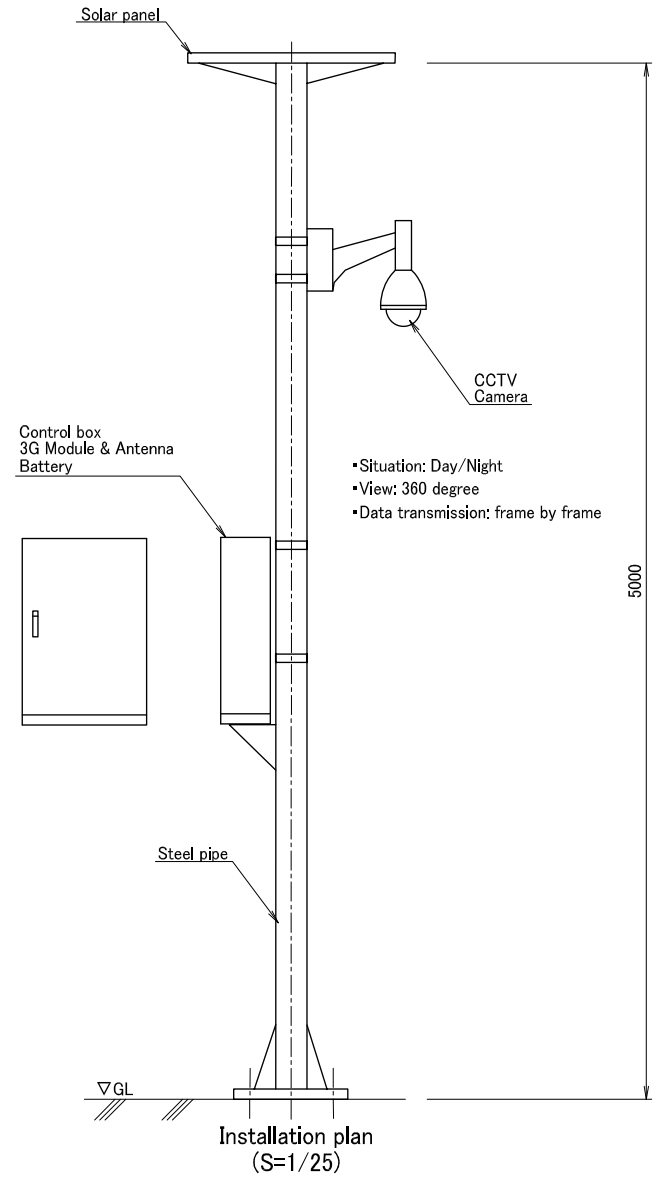 Solar panel
CCTV
Camera
Control box
3G Module & Antenna
Battery
▪Situation: Day/Night
▪View: 360 degree
▪Data transmission: frame by frame
5000
Steel pipe
▽GL
Installation plan
(S=1/25)